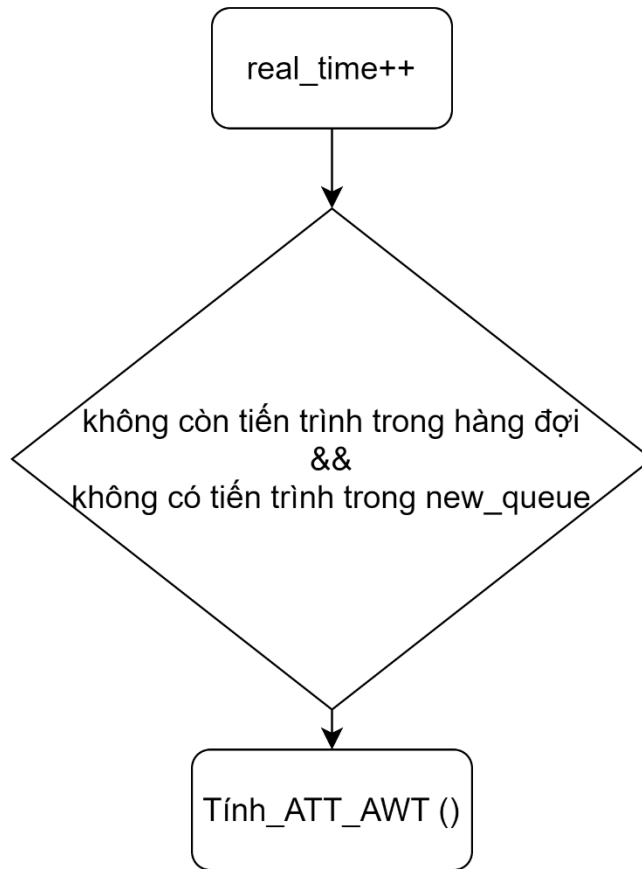 real_time++
không còn tiến trình trong hàng đợi
&&
không có tiến trình trong new_queue
Tính_ATT_AWT ()